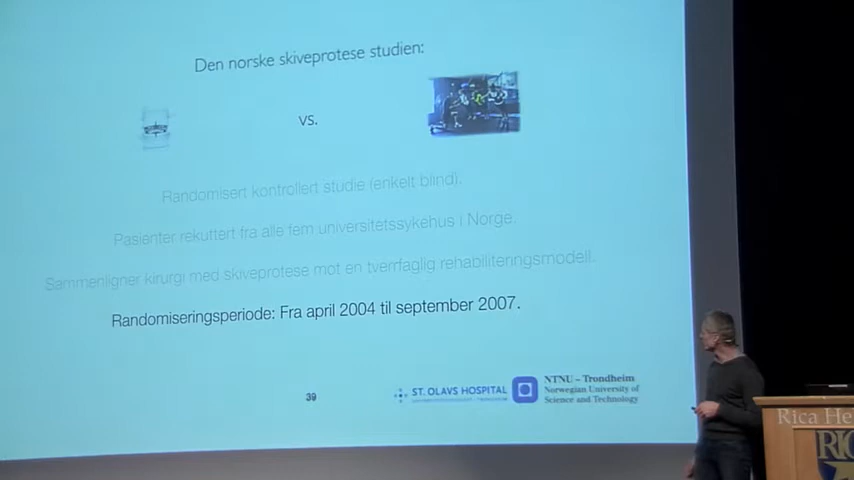 Den norske skiveprotese studien:
vs.
Randomisert kontrollert studie (enkelt blind).
Pasienter rekuttert fra alle fem universitetssykehus i Norge.
Sammenligner kirurgi med skiveprotese mot en tverrfaglig rehabiliteringsmodell.
Randomiseringsperiode: Fra april 2004 til september 2007.
39
ST. OLAVS HOSPITAL
NTNU – Trondheim
Norwegian University of
Science and Technology
Rica He
RIC